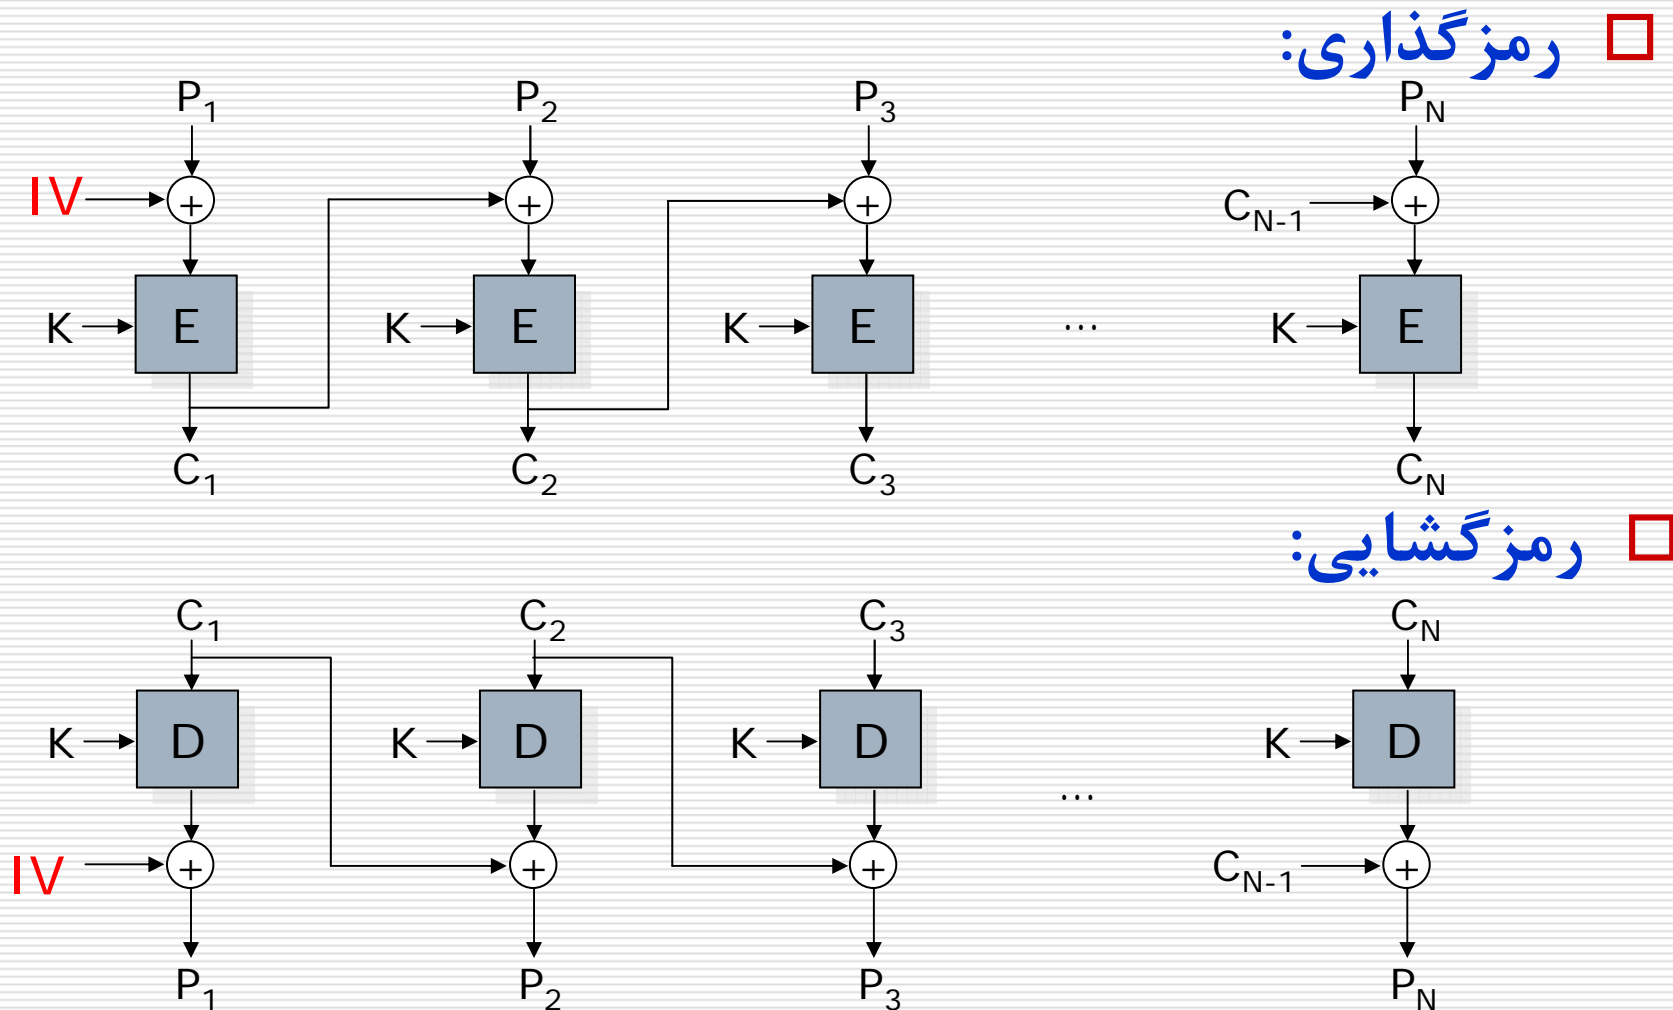 رمزگذاری:
P1 P2 P3 PN
IV + + + CN-1 +
K E K E K E ... K E
C1 C2 C3 CN
رمزگشایی:
C1 C2 C3 CN
K D K D K D K D
...
IV + + + CN-1 +
P1 P2 P3 PN